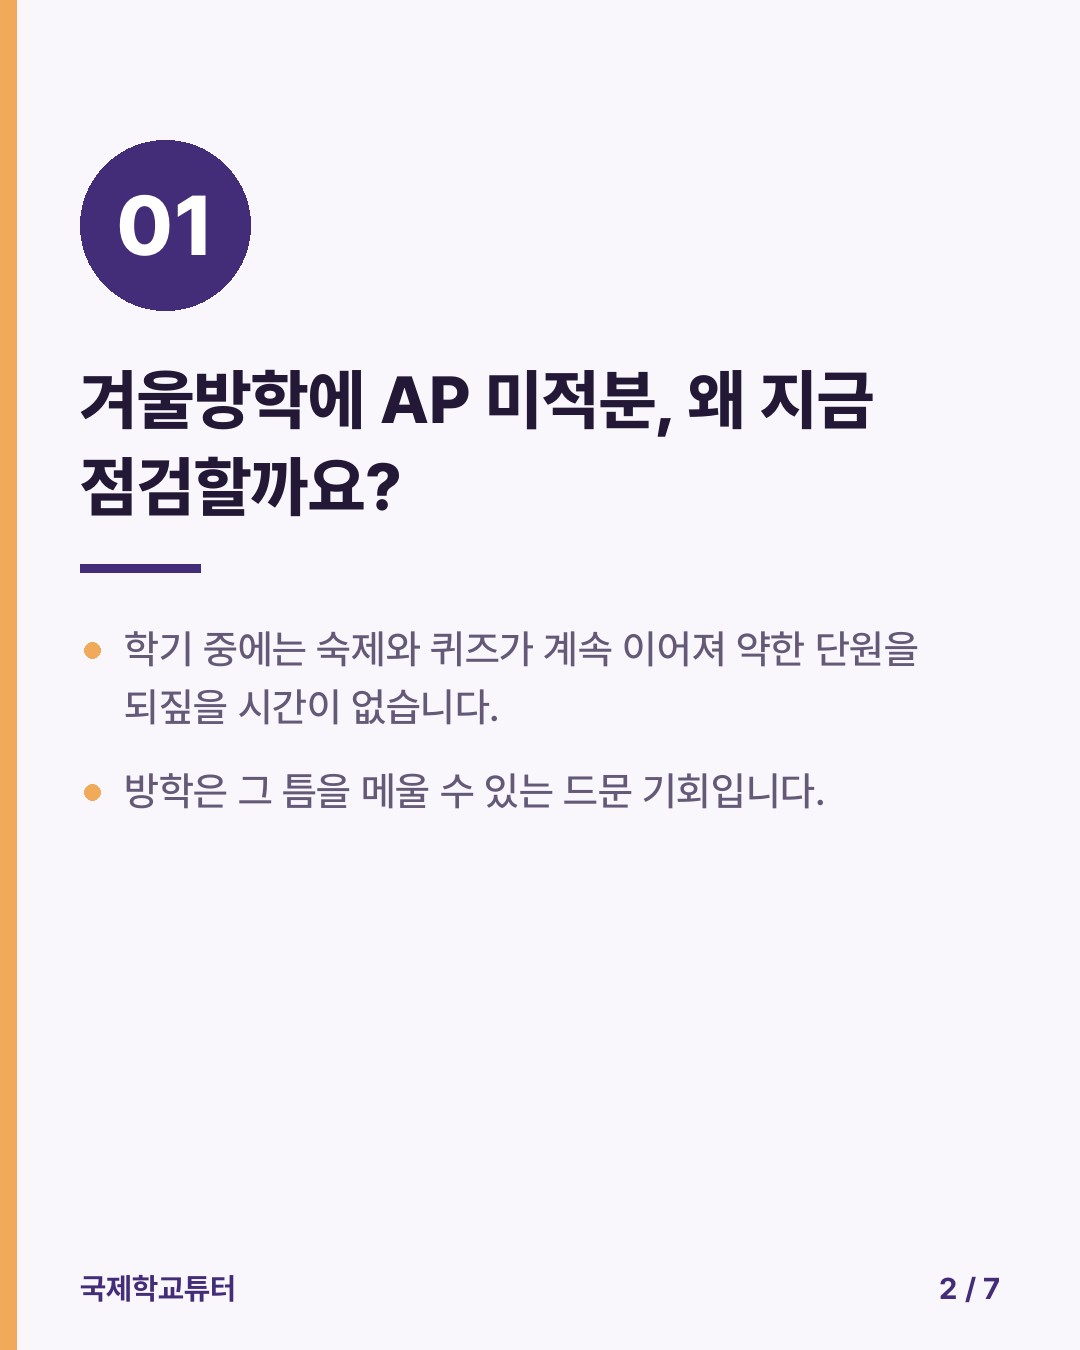 01
겨울방학에 AP 미적분, 왜 지금
점검할까요?
학기 중에는 숙제와 퀴즈가 계속 이어져 약한 단원을
되짚을 시간이 없습니다.
방학은 그 틈을 메울 수 있는 드문 기회입니다.
국제학교튜터
2 / 7